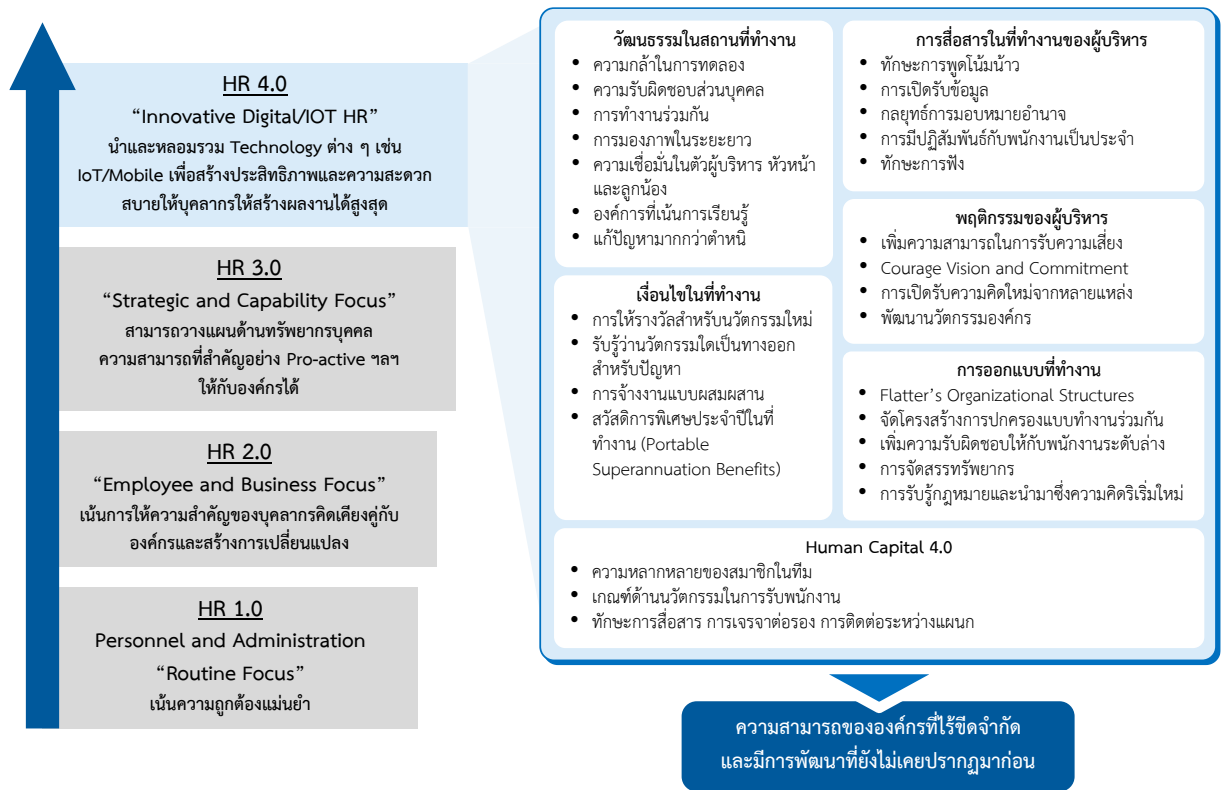 HR 4.0
“Innovative Digital/IOT HR”
นำและหลอมรวม Technology ต่าง ๆ เช่น
IoT/Mobile เพื่อสร้างประสิทธิภาพและความสะดวก
สบายให้บุคลากรให้สร้างผลงานได้สูงสุด
HR 3.0
“Strategic and Capability Focus”
สามารถวางแผนด้านทรัพยากรบุคคล
ความสามารถที่สำคัญอย่าง Pro-active ฯลฯ
ให้กับองค์กรได้
HR 2.0
“Employee and Business Focus”
เน้นการให้ความสำคัญของบุคลากรคิดเคียงคู่กับ
องค์กรและสร้างการเปลี่ยนแปลง
HR 1.0
Personnel and Administration
“Routine Focus”
เน้นความถูกต้องแม่นยำ
วัฒนธรรมในสถานที่ทำงาน
• ความกล้าในการทดลอง
• ความรับผิดชอบส่วนบุคคล
• การทำงานร่วมกัน
• การมองภาพในระยะยาว
• ความเชื่อมั่นในตัวผู้บริหาร หัวหน้า
และลูกน้อง
• องค์การที่เน้นการเรียนรู้
• แก้ปัญหามากกว่าตำหนิ
เงื่อนไขในที่ทำงาน
• การให้รางวัลสำหรับนวัตกรรมใหม่
• รับรู้ว่านวัตกรรมใดเป็นทางออก
สำหรับปัญหา
• การจ้างงานแบบผสมผสาน
• สวัสดิการพิเศษประจำปีในที่
ทำงาน (Portable
Superannuation Benefits)
การสื่อสารในที่ทำงานของผู้บริหาร
• ทักษะการพูดโน้มน้าว
• การเปิดรับข้อมูล
• กลยุทธ์การมอบหมายอำนาจ
• การมีปฏิสัมพันธ์กับพนักงานเป็นประจำ
• ทักษะการฟัง
พฤติกรรมของผู้บริหาร
• เพิ่มความสามารถในการรับความเสี่ยง
• Courage Vision and Commitment
• การเปิดรับความคิดใหม่จากหลายแหล่ง
• พัฒนานวัตกรรมองค์กร
การออกแบบที่ทำงาน
• Flatter’s Organizational Structures
• จัดโครงสร้างการปกครองแบบทำงานร่วมกัน
• เพิ่มความรับผิดชอบให้กับพนักงานระดับล่าง
• การจัดสรรทรัพยากร
• การรับรู้กฎหมายและนำมาซึ่งความคิดริเริ่มใหม่
Human Capital 4.0
• ความหลากหลายของสมาชิกในทีม
• เกณฑ์ด้านนวัตกรรมในการรับพนักงาน
• ทักษะการสื่อสาร การเจรจาต่อรอง การติดต่อระหว่างแผนก
ความสามารถขององค์กรที่ไร้ขีดจำกัด
และมีการพัฒนาที่ยังไม่เคยปรากฏมาก่อน